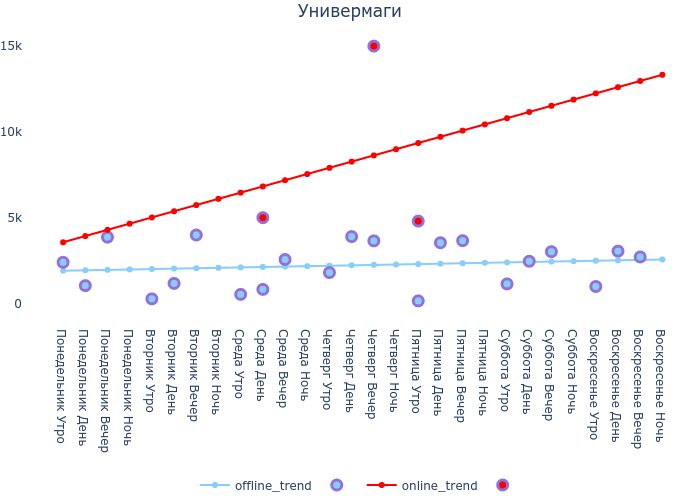 Универмаги
15k
10k
5k
0
Понедельник Утро
Понедельник День
Понедельник Вечер
Понедельник Ночь
Вторник Утро
Вторник День
Вторник Вечер
Вторник Ночь
Среда Утро
Среда День
Среда Вечер
Среда Ночь
Четверг Утро
Четверг День
Четверг Вечер
Четверг Ночь
Пятница Утро
Пятница День
Пятница Вечер
Пятница Ночь
Суббота Утро
Суббота День
Суббота Вечер
Суббота Ночь
Воскресенье Утро
Воскресенье День
Воскресенье Вечер
Воскресенье Ночь
offline_trend
online_trend